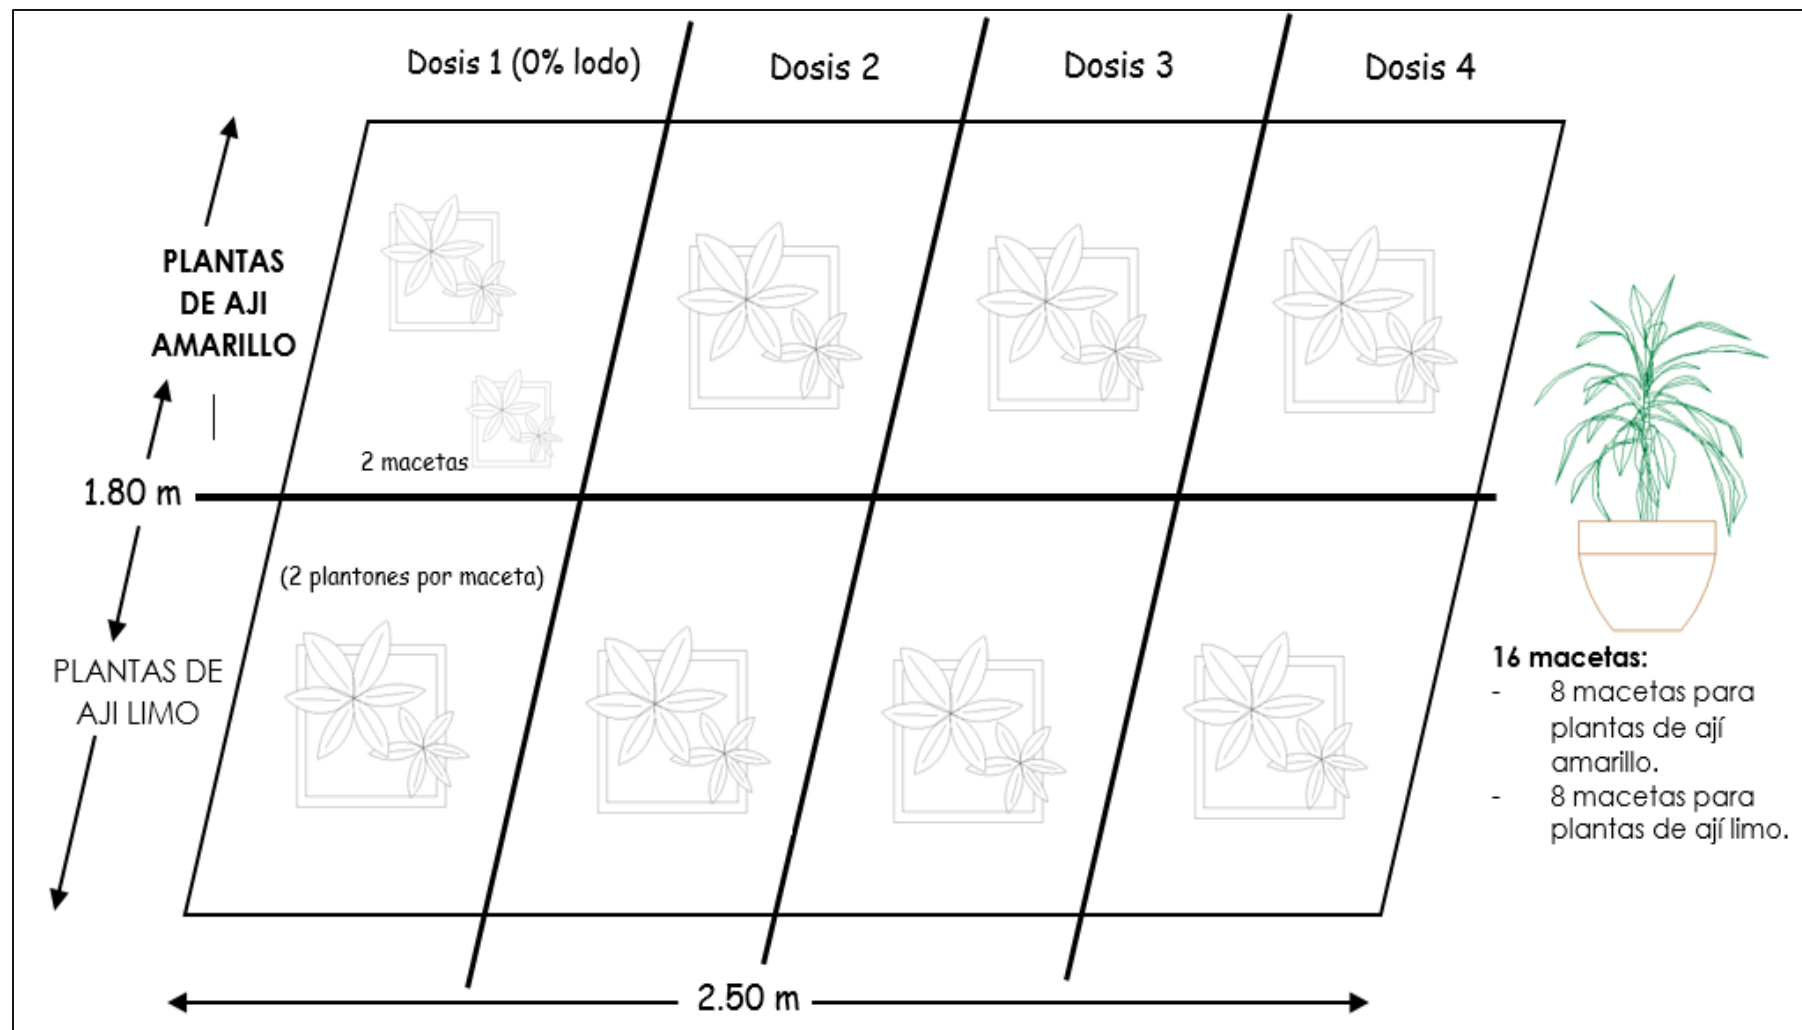 Dosis 1 (0% lodo)
Dosis 2
Dosis 3
Dosis 4
PLANTAS
DE AJI
AMARILLO
2 macetas
1.80 m
(2 plantones por maceta)
PLANTAS DE
AJI LIMO
16 macetas:
- 8 macetas para
plantas de ají
amarillo.
- 8 macetas para
plantas de ají limo.
2.50 m